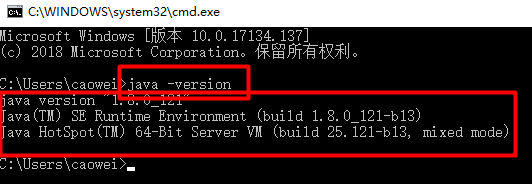 C:\WINDOWS\system32\cmd.exe
Microsoft Windows [版本 10.0.17134.137]
(c) 2018 Microsoft Corporation。保留所有权利。
C:\Users\caowei>java -version
java version "1.8.0_121"
Java(TM) SE Runtime Environment (build 1.8.0_121-b13)
Java HotSpot(TM) 64-Bit Server VM (build 25.121-b13, mixed mode)
C:\Users\caowei>